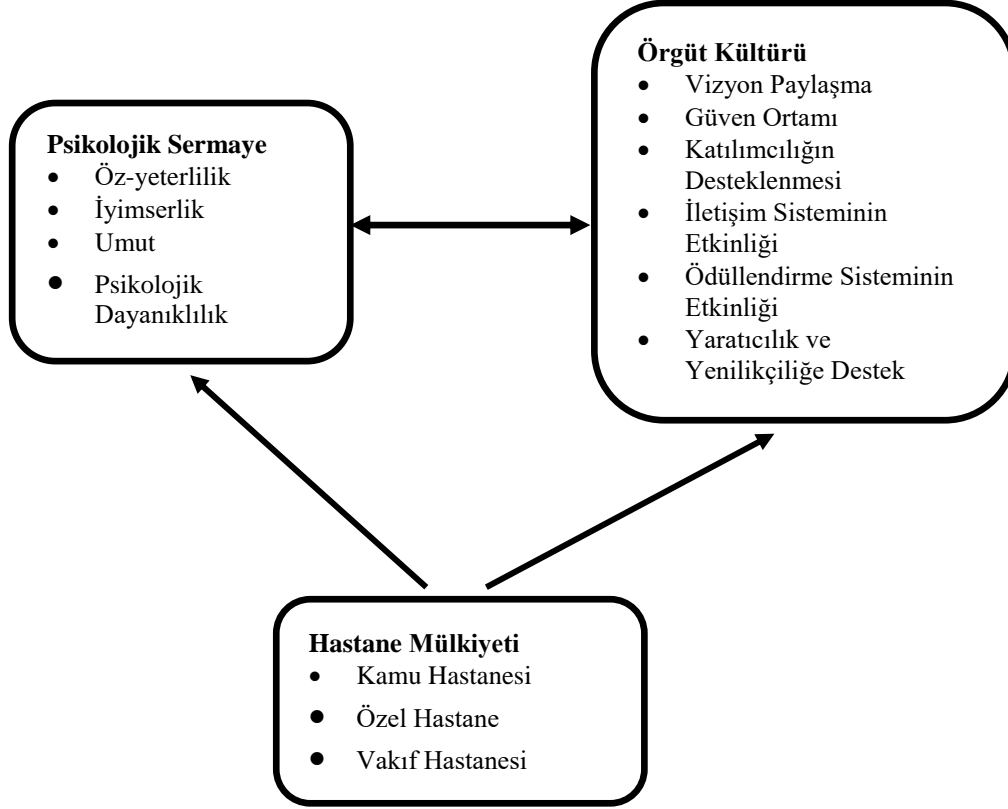 Psikolojik Sermaye
• Öz-yeterlilik
• İyimserlik
• Umut
• Psikolojik
Dayanıklılık
Örgüt Kültürü
• Vizyon Paylaşma
• Güven Ortamı
• Katılımcılığın
Desteklenmesi
• İletişim Sisteminin
Etkinliği
• Ödüllendirme Sisteminin
Etkinliği
• Yaratıcılık ve
Yenilikçiliğe Destek
Hastane Mülkiyeti
• Kamu Hastanesi
• Özel Hastane
• Vakıf Hastanesi